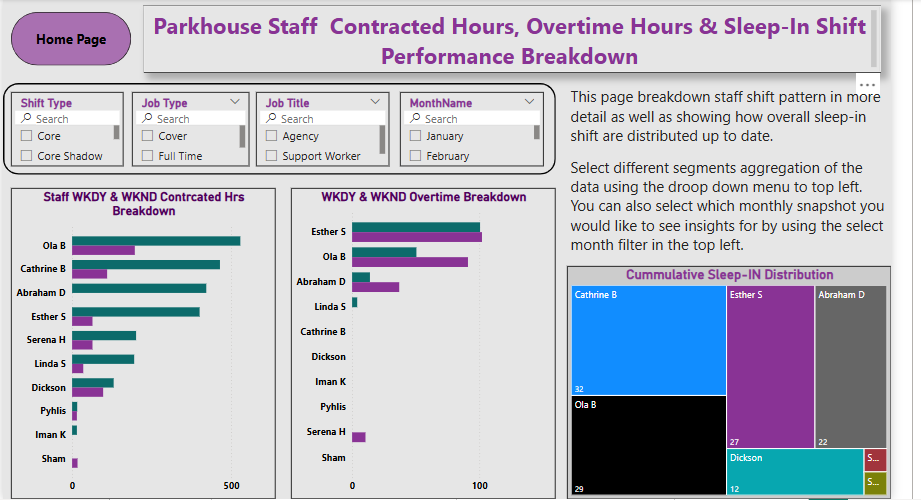 Home Page
Parkhouse Staff Contracted Hours, Overtime Hours & Sleep-In Shift
Performance Breakdown
Shift Type
Search
Core
Core Shadow
Job Type
Search
Cover
Full Time
Job Title
Search
Agency
Support Worker
MonthName
Search
January
February
This page breakdown staff shift pattern in more
detail as well as showing how overall sleep-in
shift are distributed up to date.
Select different segments aggregation of the
data using the droop down menu to top left.
You can also select which monthly snapshot you
would like to see insights for by using the select
month filter in the top left.
Staff WKDY & WKND Contrcated Hrs
Breakdown
Ola B
Cathrine B
Abraham D
Esther S
Serena H
Linda S
Dickson
Pyhlis
Iman K
Sham
0
500
WKDY & WKND Overtime Breakdown
Esther S
Ola B
Abraham D
Linda S
Cathrine B
Dickson
Iman K
Pyhlis
Serena H
Sham
0
100
Cummulative Sleep-IN Distribution
Cathrine B
32
Ola B
29
Esther S
27
Abraham D
22
Dickson
12
S...
S...